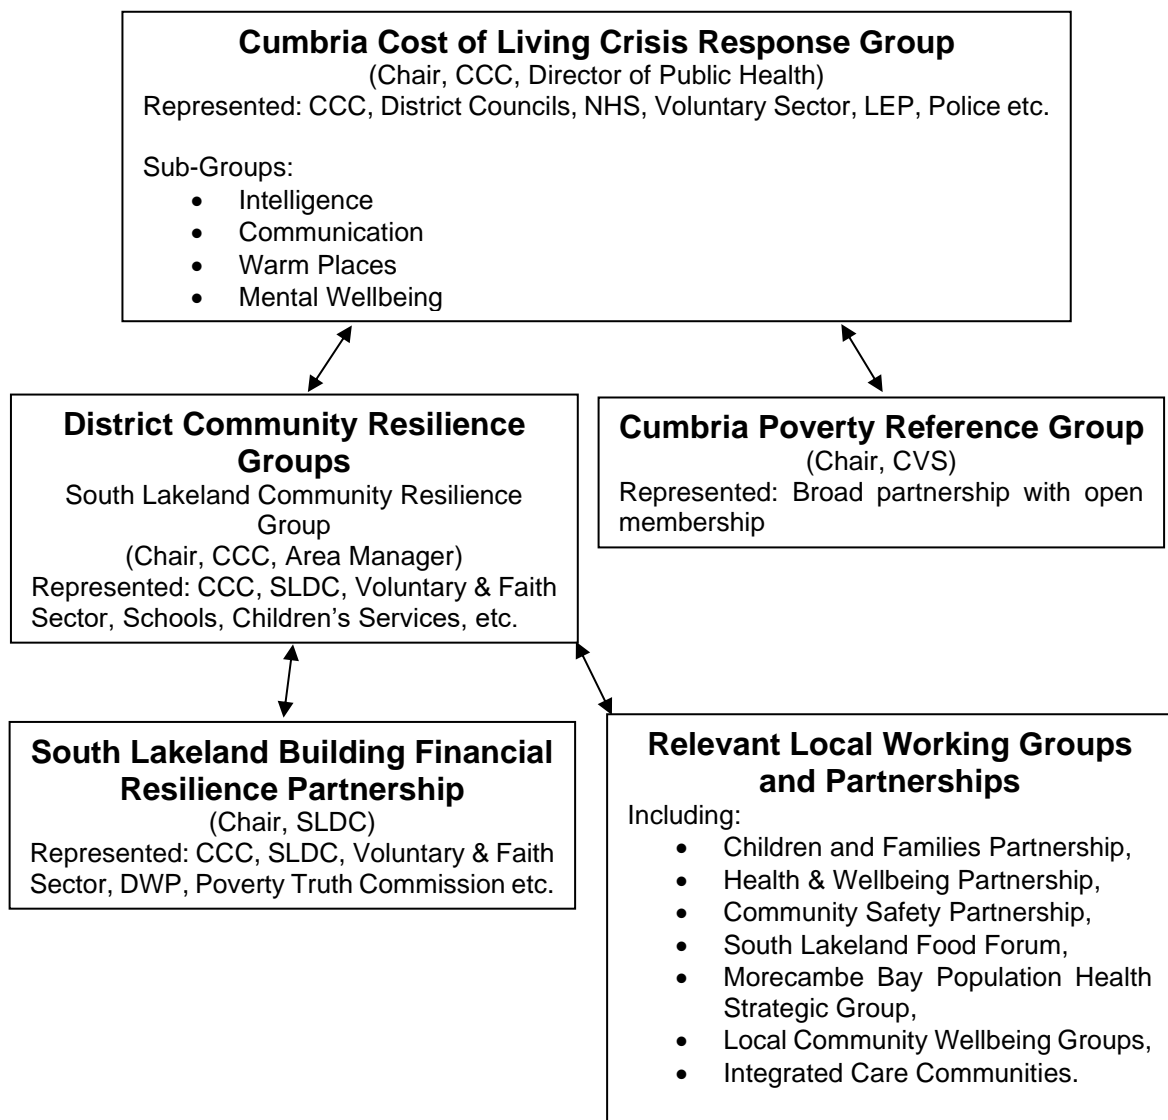 Cumbria Cost of Living Crisis Response Group
(Chair, CCC, Director of Public Health)
Represented: CCC, District Councils, NHS, Voluntary Sector, LEP, Police etc.
Sub-Groups:
• Intelligence
• Communication
• Warm Places
• Mental Wellbeing
District Community Resilience
Groups
South Lakeland Community Resilience
Group
(Chair, CCC, Area Manager)
Represented: CCC, SLDC, Voluntary & Faith
Sector, Schools, Children’s Services, etc.
Cumbria Poverty Reference Group
(Chair, CVS)
Represented: Broad partnership with open
membership
South Lakeland Building Financial
Resilience Partnership
(Chair, SLDC)
Represented: CCC, SLDC, Voluntary & Faith
Sector, DWP, Poverty Truth Commission etc.
Relevant Local Working Groups
and Partnerships
Including:
• Children and Families Partnership,
• Health & Wellbeing Partnership,
• Community Safety Partnership,
• South Lakeland Food Forum,
• Morecambe Bay Population Health
Strategic Group,
• Local Community Wellbeing Groups,
• Integrated Care Communities.